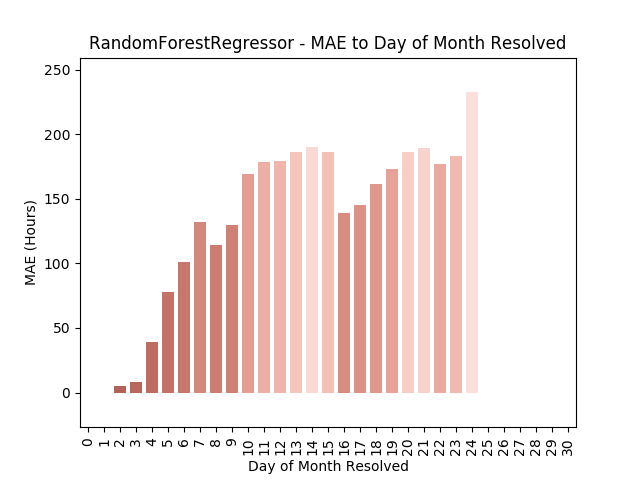 RandomForestRegressor - MAE to Day of Month Resolved
250
200
150
100
50
0
MAE (Hours)
0 1 2 3 4 5 6 7 8 9 10 11 12 13 14 15 16 17 18 19 20 21 22 23 24 25 26 27 28 29 30
Day of Month Resolved